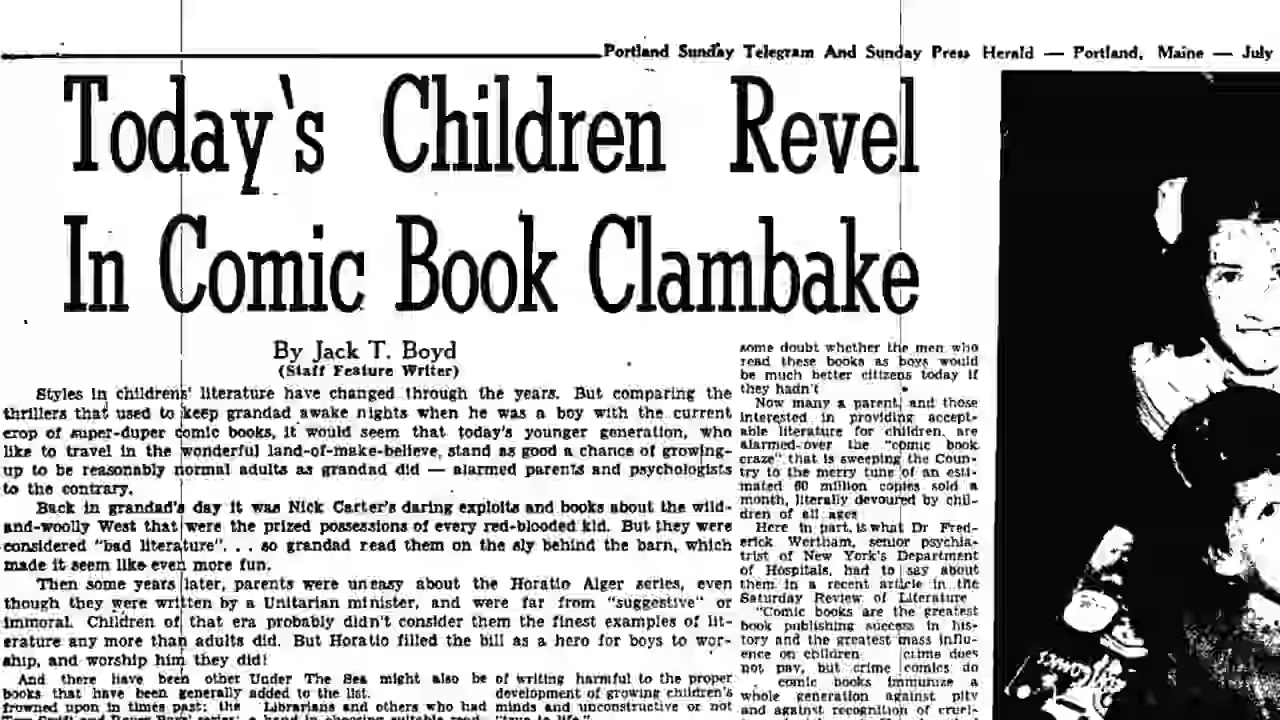 Portland Sunday Telegram And Sunday Press Herald — Portland, Maine — July
Today's Children Revel
In Comic Book Clambake
By Jack T. Boyd
(Staff Feature Writer)
Styles in childrens' literature have changed through the years. But comparing the
thrillers that used to keep grandad awake nights when he was a boy with the current
crop of super-duper comic books, it would seem that today's younger generation, who
like to travel in the wonderful land-of-make-believe, stand as good a chance of growing-
up to be reasonably normal adults as grandad did — alarmed parents and psychologists
to the contrary.
Back in grandad's day it was Nick Carter's daring exploits and books about the wild-
and-woolly West that were the prized possessions of every red-blooded kid. But they were
considered "bad literature". . . so grandad read them on the sly behind the barn, which
made it seem like even more fun.
Then some years later, parents were uneasy about the Horatio Alger series, even
though they were written by a Unitarian minister, and were far from "suggestive" or
immoral. Children of that era probably didn't consider them the finest examples of lit-
erature any more than adults did. But Horatio filled the bill as a hero for boys to wor-
ship, and worship him they did!
And there have been other
books that have been generally
frowned upon in times past: the
Under The Sea might also be
added to the list.
Librarians and others who had
of writing harmful to the proper
development of growing children's
minds and unconstructive or not
"true to life."
some doubt whether the men who
read these books as boys would
be much better citizens today if
they hadn't
Now many a parent, and those
interested in providing accept-
able literature for children, are
alarmed over the "comic book
craze" that is sweeping the Coun-
try to the merry tune of an esti-
mated 60 million copies sold a
month, literally devoured by chil-
dren of all ages
Here in part, is what Dr Fred-
erick Wertham, senior psychia-
trist of New York's Department
of Hospitals, had to say about
them in a recent article in the
Saturday Review of Literature
"Comic books are the greatest
book publishing success in his-
tory and the greatest mass influ-
ence on children crime does
not pay, but crime comics do
. comic books immunize a
whole generation against pity
and against recognition of cruel-